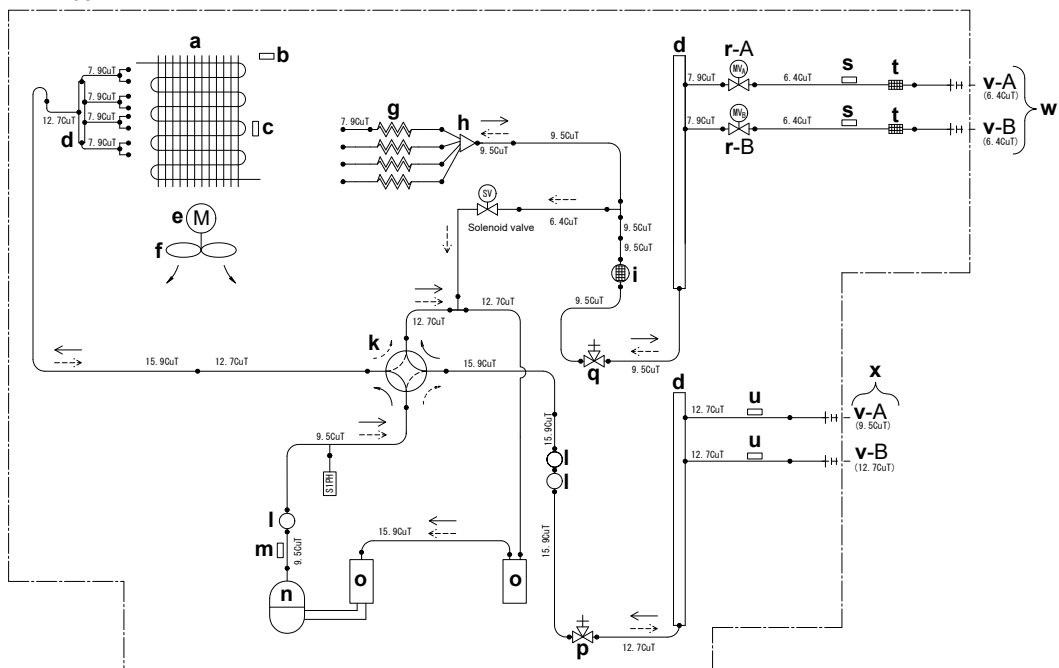 a
b
7.9CuT
7.9CuT
7.9CuT
7.9CuT
12.7CuT
d
c
e M
f
7.9CuT
g
h
9.5CuT
9.5CuT
SV
Solenoid valve
6.4CuT
9.5CuT
9.5CuT
i
9.5CuT
q
9.5CuT
d
r-A
MVA
7.9CuT
6.4CuT
s
t
v-A
(6.4CuT)
w
7.9CuT
MVB
r-B
6.4CuT
s
t
v-B
(6.4CuT)
12.7CuT
12.7CuT
k
15.9CuT
12.7CuT
15.9CuT
9.5CuT
S1PH
l
m
9.5CuT
n
o
15.9CuT
o
15.9CuT
l
l
15.9CuT
p
12.7CuT
d
x
12.7CuT
u
v-A
(9.5CuT)
12.7CuT
u
v-B
(12.7CuT)